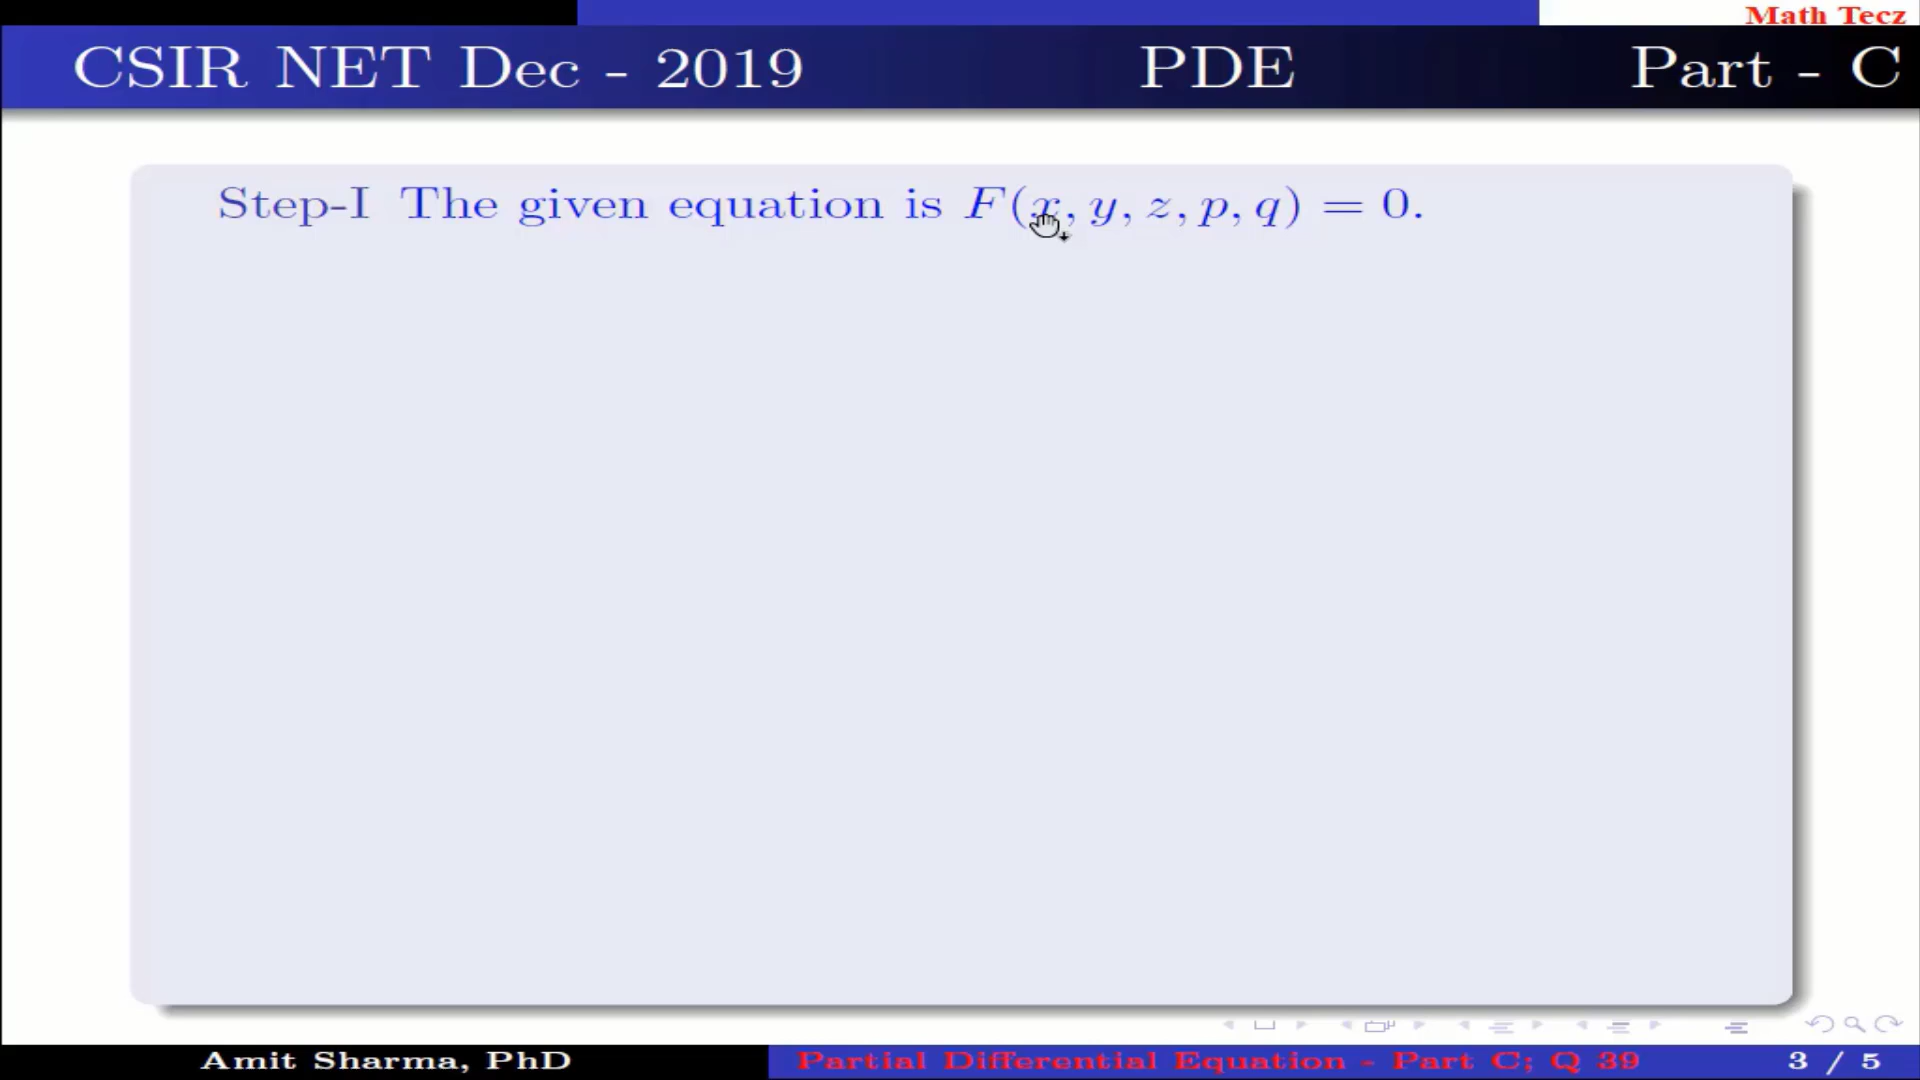 Math Tecz
CSIR NET Dec - 2019 PDE Part - C
Step-I The given equation is F(x, y, z, p, q) = 0.
Amit Sharma, PhD Partial Differential Equation - Part C; Q 39 3 / 5